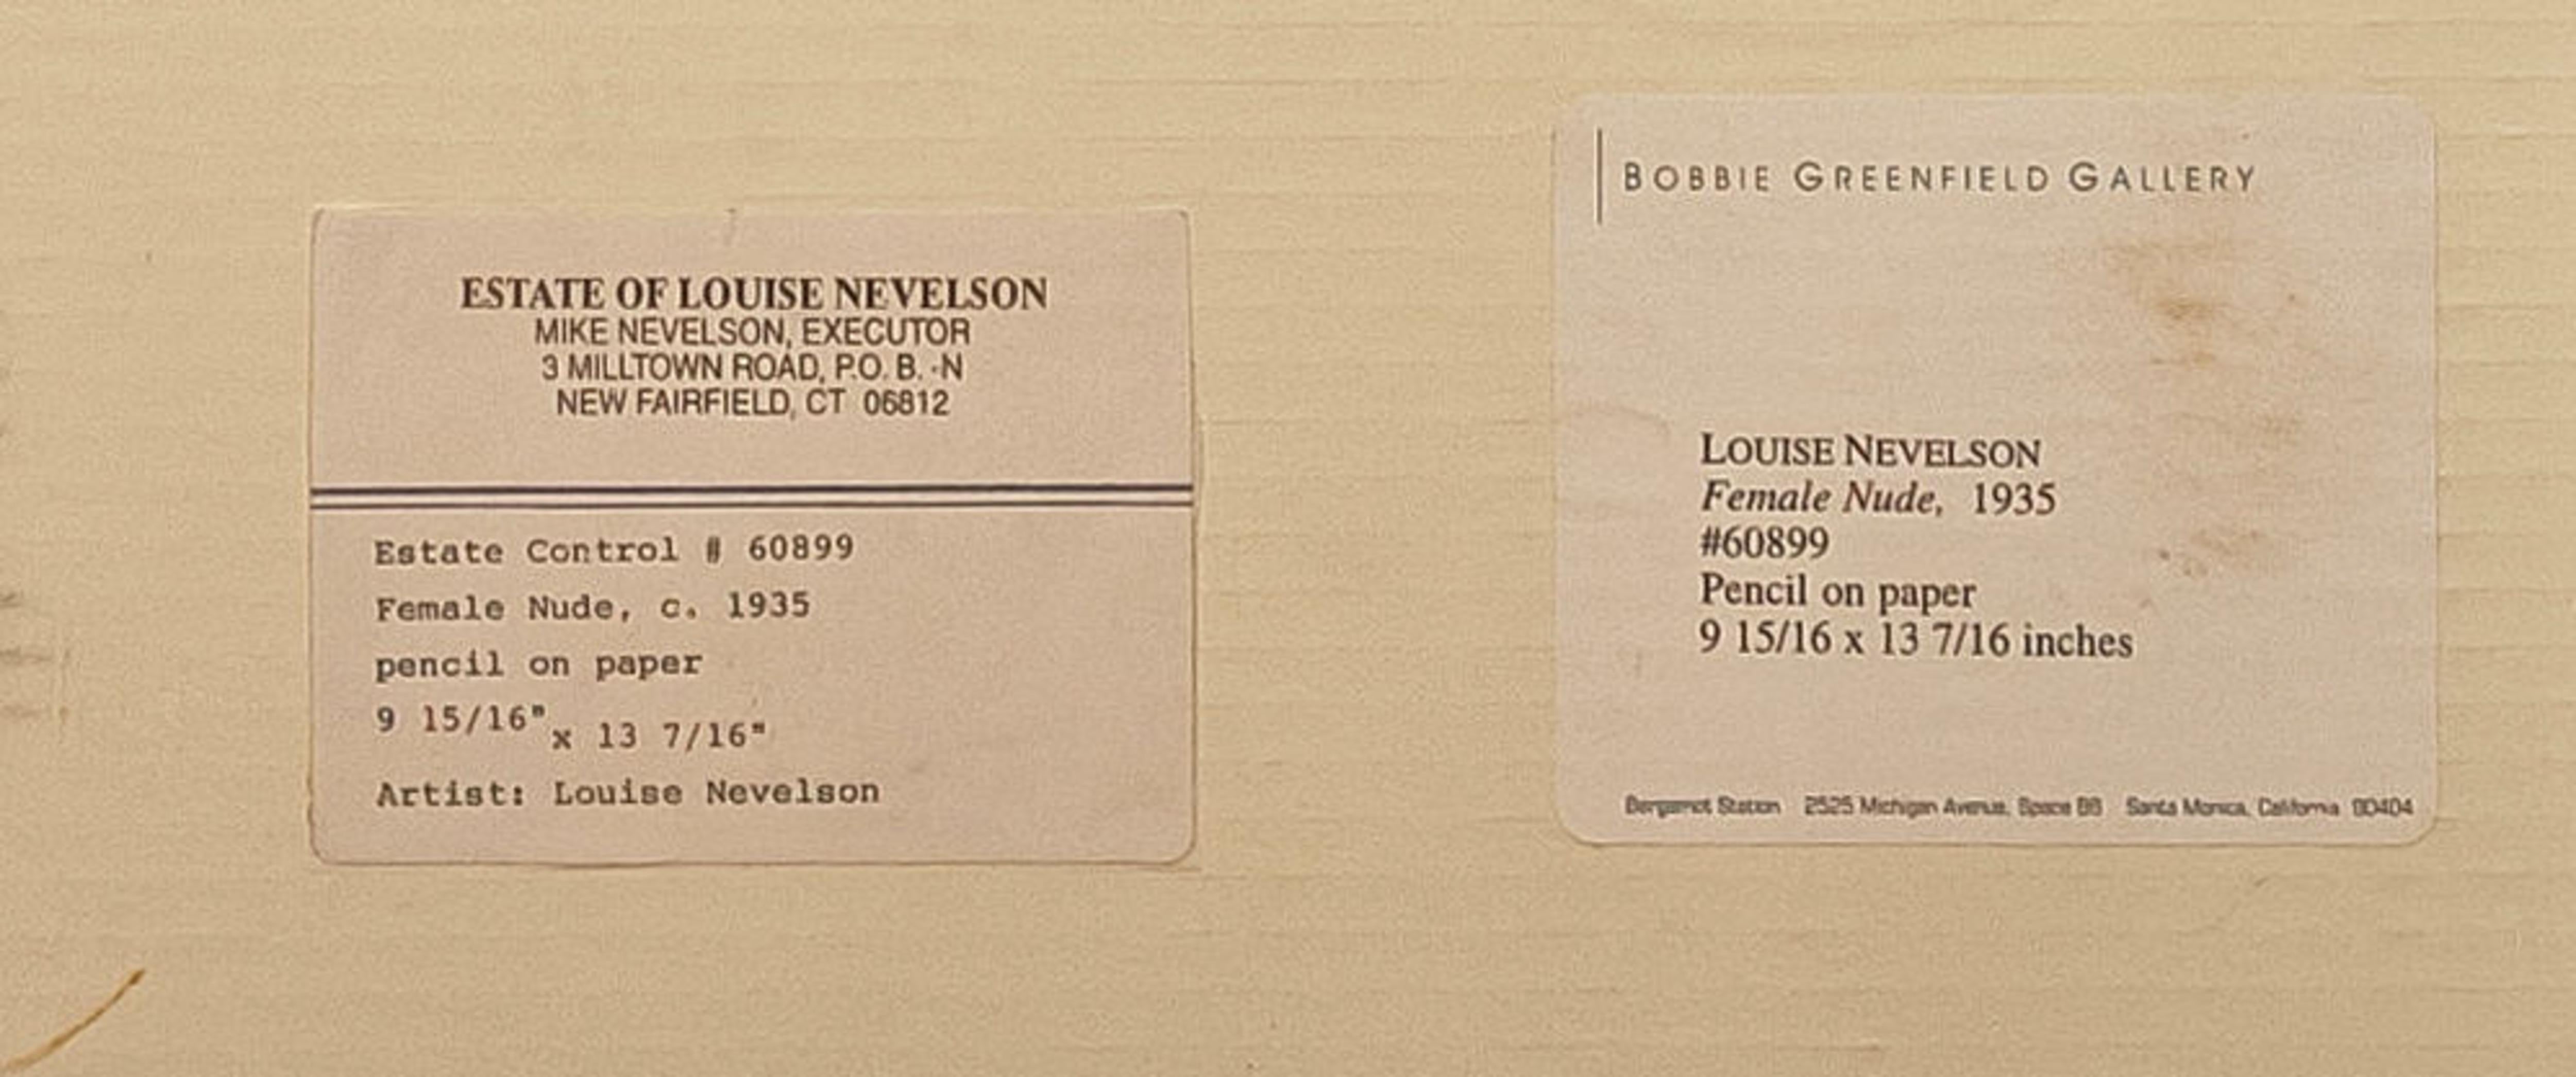 ESTATE OF LOUISE NEVELSON
MIKE NEVELSON, EXECUTOR
3 MILLTOWN ROAD, P.O. B. -N
NEW FAIRFIELD, CT 06812
Estate Control # 60899
Female Nude, c. 1935
pencil on paper
9 15/16" x 13 7/16"
Artist: Louise Nevelson
BOBBIE GREENFIELD GALLERY
LOUISE NEVELSON
Female Nude, 1935
#60899
Pencil on paper
9 15/16 x 13 7/16 inches
Bergamot Station 2525 Michigan Avenue, Space Santa Monica, California 90404